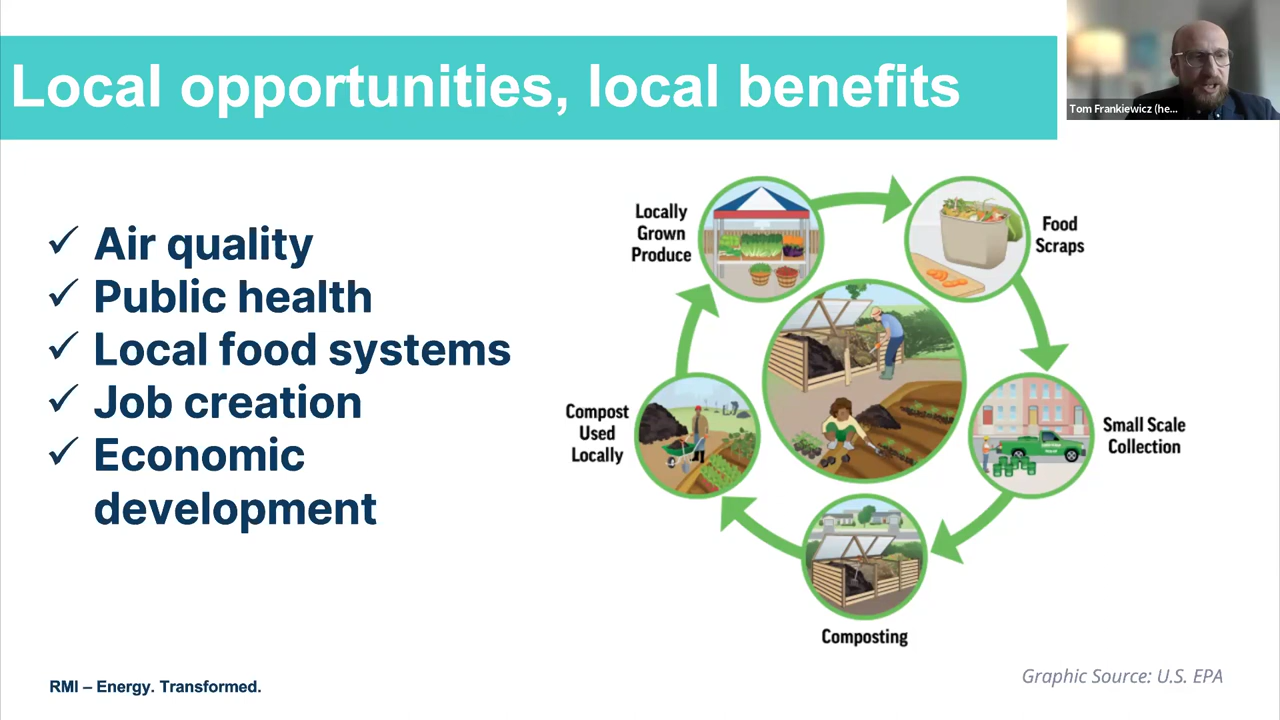 Local opportunities, local benefits
Tom Frankiewicz (he...
✓ Air quality
✓ Public health
✓ Local food systems
✓ Job creation
✓ Economic
development
Locally
Grown
Produce
Food
Scraps
Small Scale
Collection
Composting
Compost
Used
Locally
RMI – Energy. Transformed.
Graphic Source: U.S. EPA